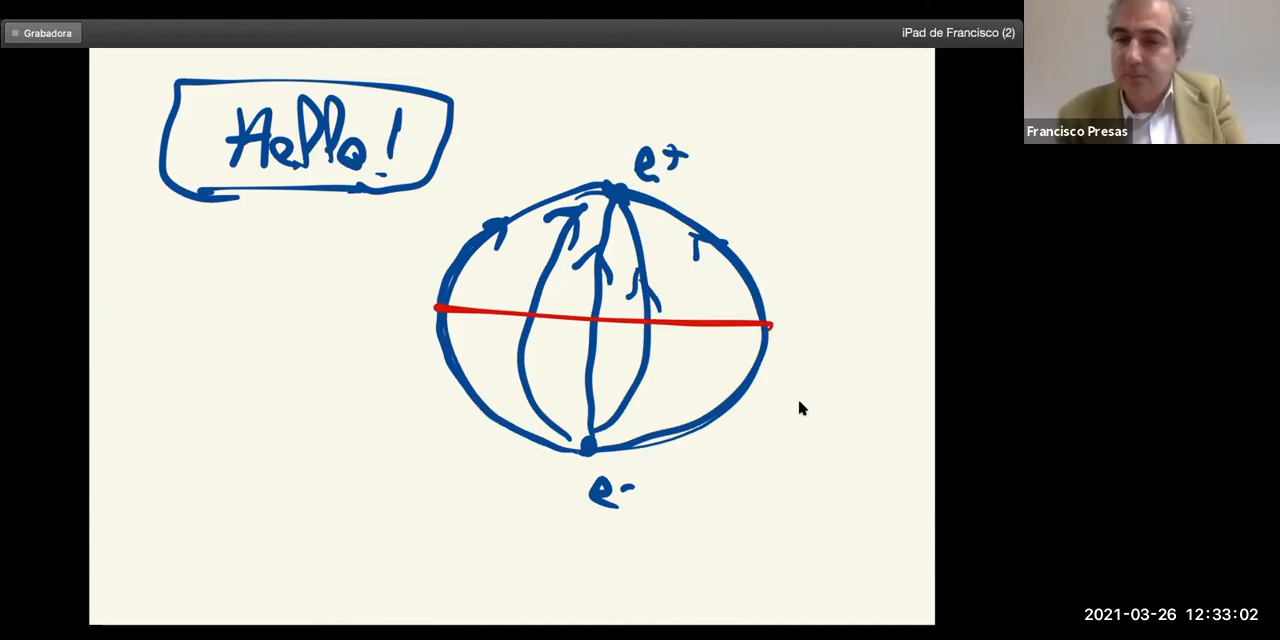 Grabadora
iPad de Francisco (2)
Hello!
e+
Francisco Presas
e-
2021-03-26 12:33:02